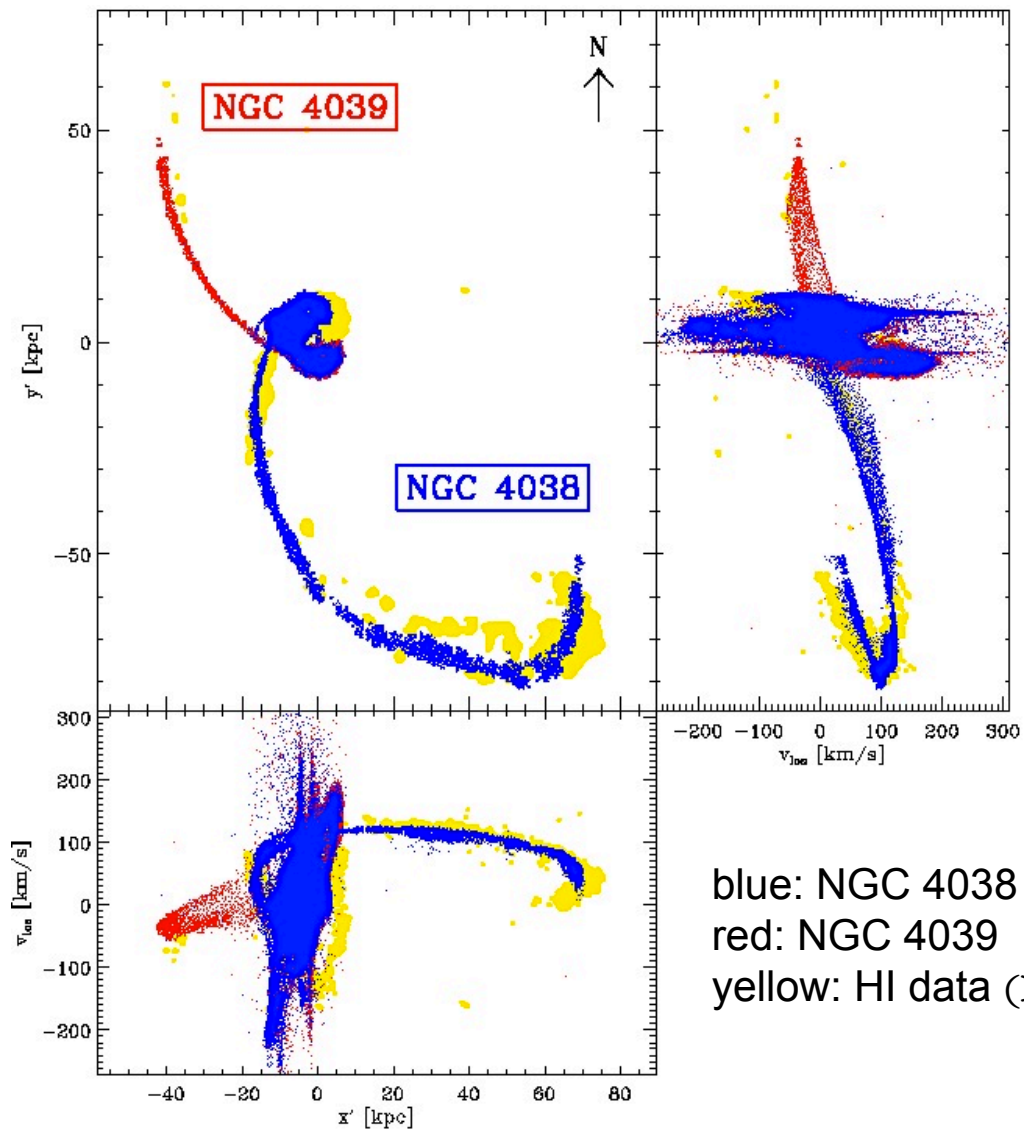 N
NGC 4039
NGC 4038
y' [kpc]
50
0
−50
−200 −100 0 100 200 300
v_los [km/s]
300
200
100
0
−100
−200
v_los [km/s]
−40 −20 0 20 40 60 80
x' [kpc]
blue: NGC 4038
red: NGC 4039
yellow: HI data (